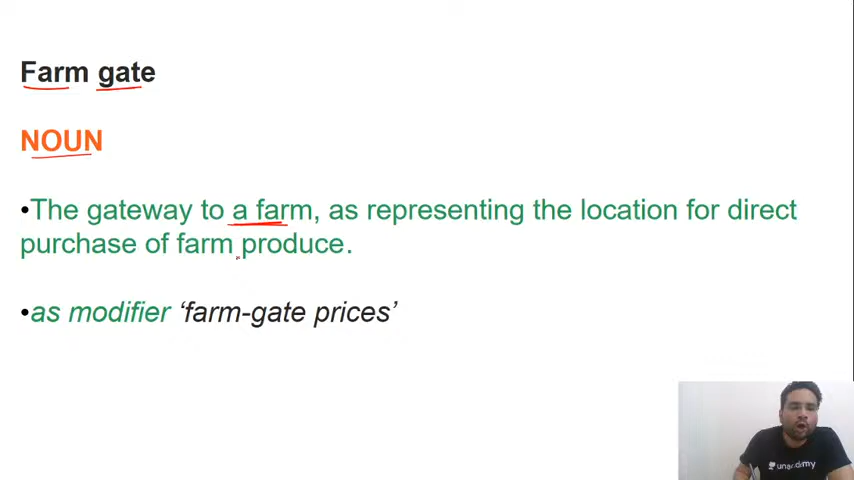 Farm gate
NOUN
•The gateway to a farm, as representing the location for direct
purchase of farm produce.
•as modifier ‘farm-gate prices’
unacademy